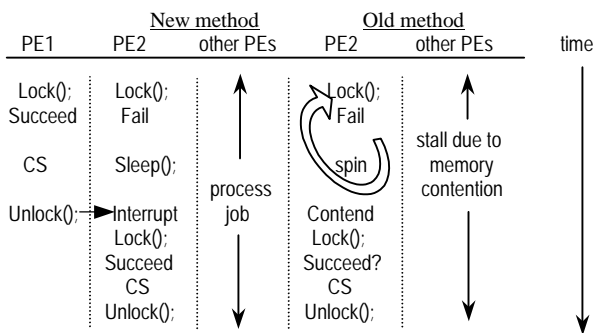 New method Old method
PE1 PE2 other PEs PE2 other PEs time
Lock(); Lock(); Lock();
Succeed Fail Fail
CS Sleep(); spin
stall due to
memory
contention
process
job
Unlock(); Interrupt Contend
Lock(); Lock();
Succeed Succeed?
CS CS
Unlock(); Unlock();